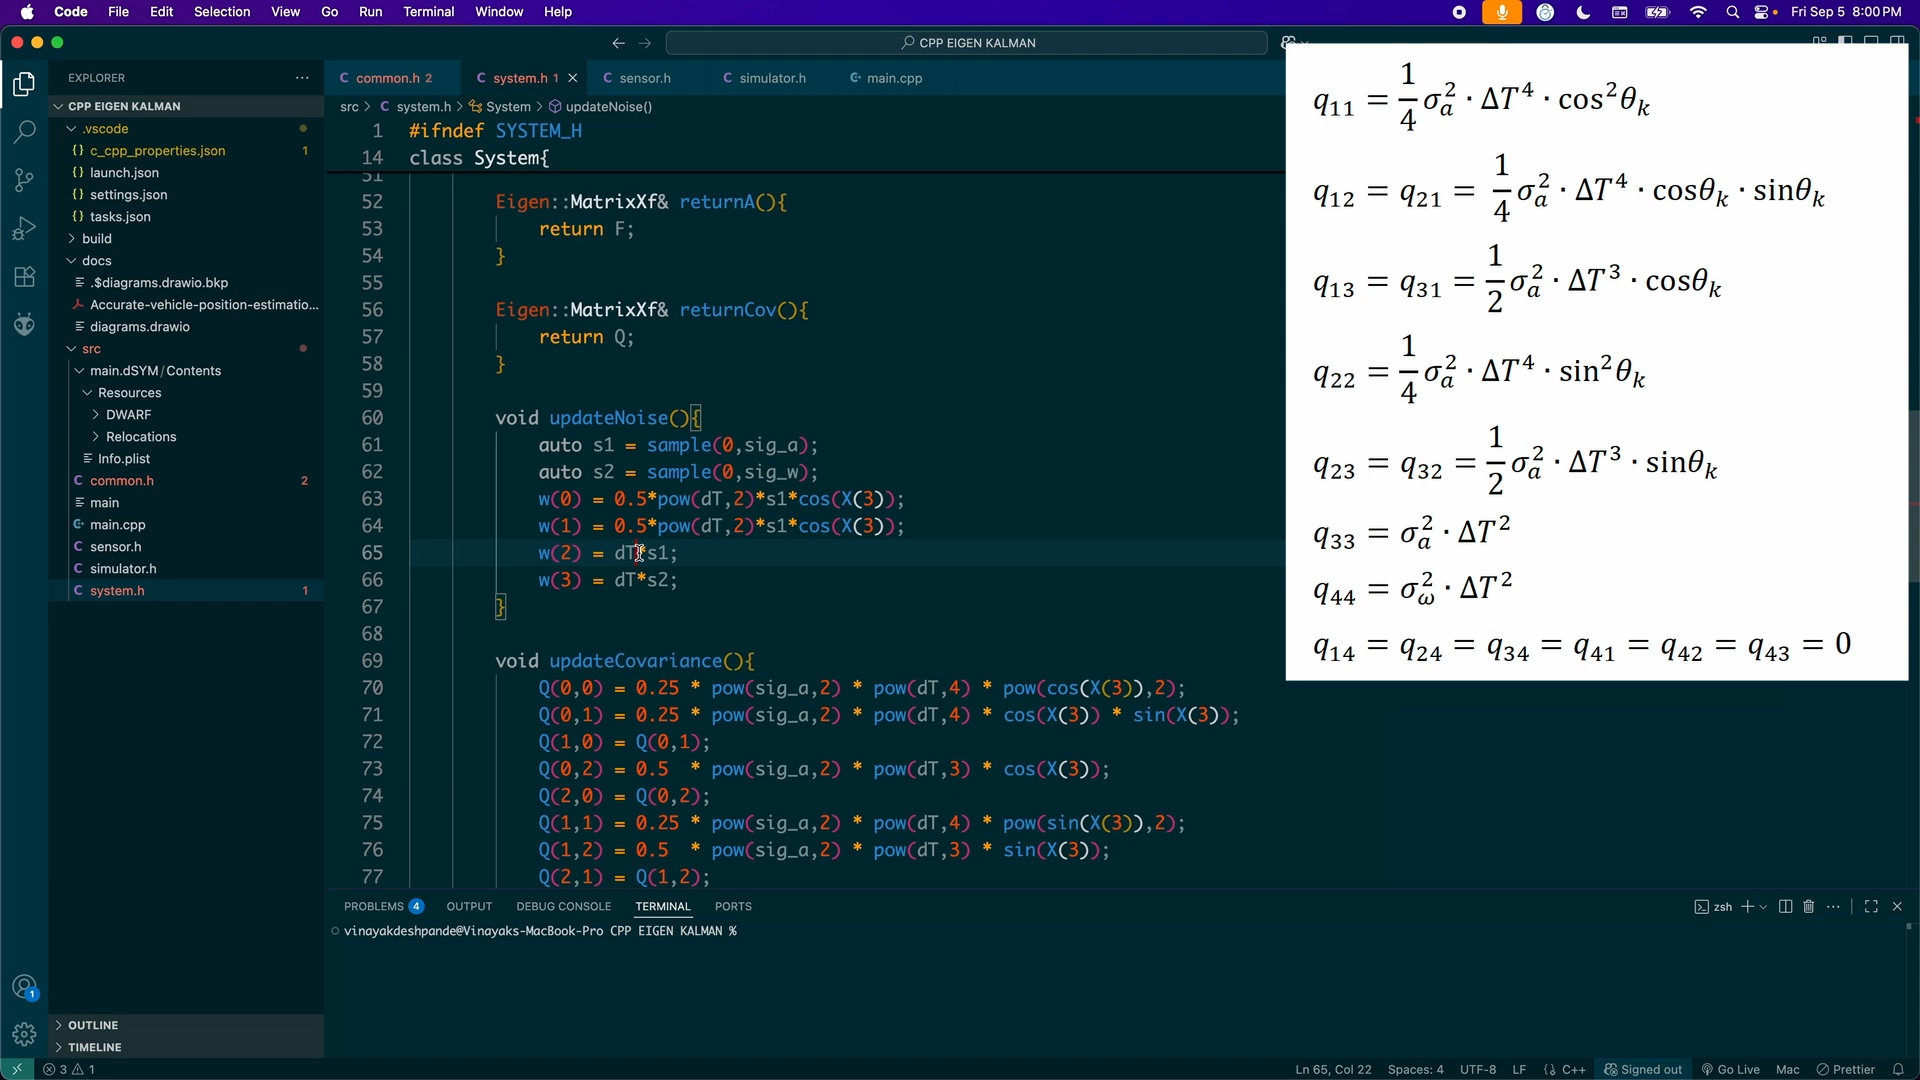 Code File Edit Selection View Go Run Terminal Window Help Fri Sep 5 8:00 PM
CPP EIGEN KALMAN
EXPLORER
CPP EIGEN KALMAN
.vscode
c_cpp_properties.json 1
launch.json
settings.json
tasks.json
build
docs
.$diagrams.drawio.bkp
Accurate-vehicle-position-estimatio...
diagrams.drawio
src
main.dSYM / Contents
Resources
DWARF
Relocations
Info.plist
common.h 2
main
main.cpp
sensor.h
simulator.h
system.h 1
OUTLINE
TIMELINE
common.h 2 system.h 1 sensor.h simulator.h main.cpp
src > system.h > System > updateNoise()
1 #ifndef SYSTEM_H
14 class System{
51
52 Eigen::MatrixXf& returnA(){
53 return F;
54 }
55
56 Eigen::MatrixXf& returnCov(){
57 return Q;
58 }
59
60 void updateNoise(){
61 auto s1 = sample(0,sig_a);
62 auto s2 = sample(0,sig_w);
63 w(0) = 0.5*pow(dT,2)*s1*cos(X(3));
64 w(1) = 0.5*pow(dT,2)*s1*cos(X(3));
65 w(2) = dT*s1;
66 w(3) = dT*s2;
67 }
68
69 void updateCovariance(){
70 Q(0,0) = 0.25 * pow(sig_a,2) * pow(dT,4) * pow(cos(X(3)),2);
71 Q(0,1) = 0.25 * pow(sig_a,2) * pow(dT,4) * cos(X(3)) * sin(X(3));
72 Q(1,0) = Q(0,1);
73 Q(0,2) = 0.5 * pow(sig_a,2) * pow(dT,3) * cos(X(3));
74 Q(2,0) = Q(0,2);
75 Q(1,1) = 0.25 * pow(sig_a,2) * pow(dT,4) * pow(sin(X(3)),2);
76 Q(1,2) = 0.5 * pow(sig_a,2) * pow(dT,3) * sin(X(3));
77 Q(2,1) = Q(1,2);
q₁₁ = 1/4 σₐ² · ΔT⁴ · cos²θₖ
q₁₂ = q₂₁ = 1/4 σₐ² · ΔT⁴ · cosθₖ · sinθₖ
q₁₃ = q₃₁ = 1/2 σₐ² · ΔT³ · cosθₖ
q₂₂ = 1/4 σₐ² · ΔT⁴ · sin²θₖ
q₂₃ = q₃₂ = 1/2 σₐ² · ΔT³ · sinθₖ
q₃₃ = σₐ² · ΔT²
q₄₄ = σ_ω² · ΔT²
q₁₄ = q₂₄ = q₃₄ = q₄₁ = q₄₂ = q₄₃ = 0
PROBLEMS 4 OUTPUT DEBUG CONSOLE TERMINAL PORTS zsh
vinayakdeshpande@Vinayaks-MacBook-Pro CPP EIGEN KALMAN %
1
3 1 Ln 65, Col 22 Spaces: 4 UTF-8 LF {} C++ Signed out Go Live Mac Prettier